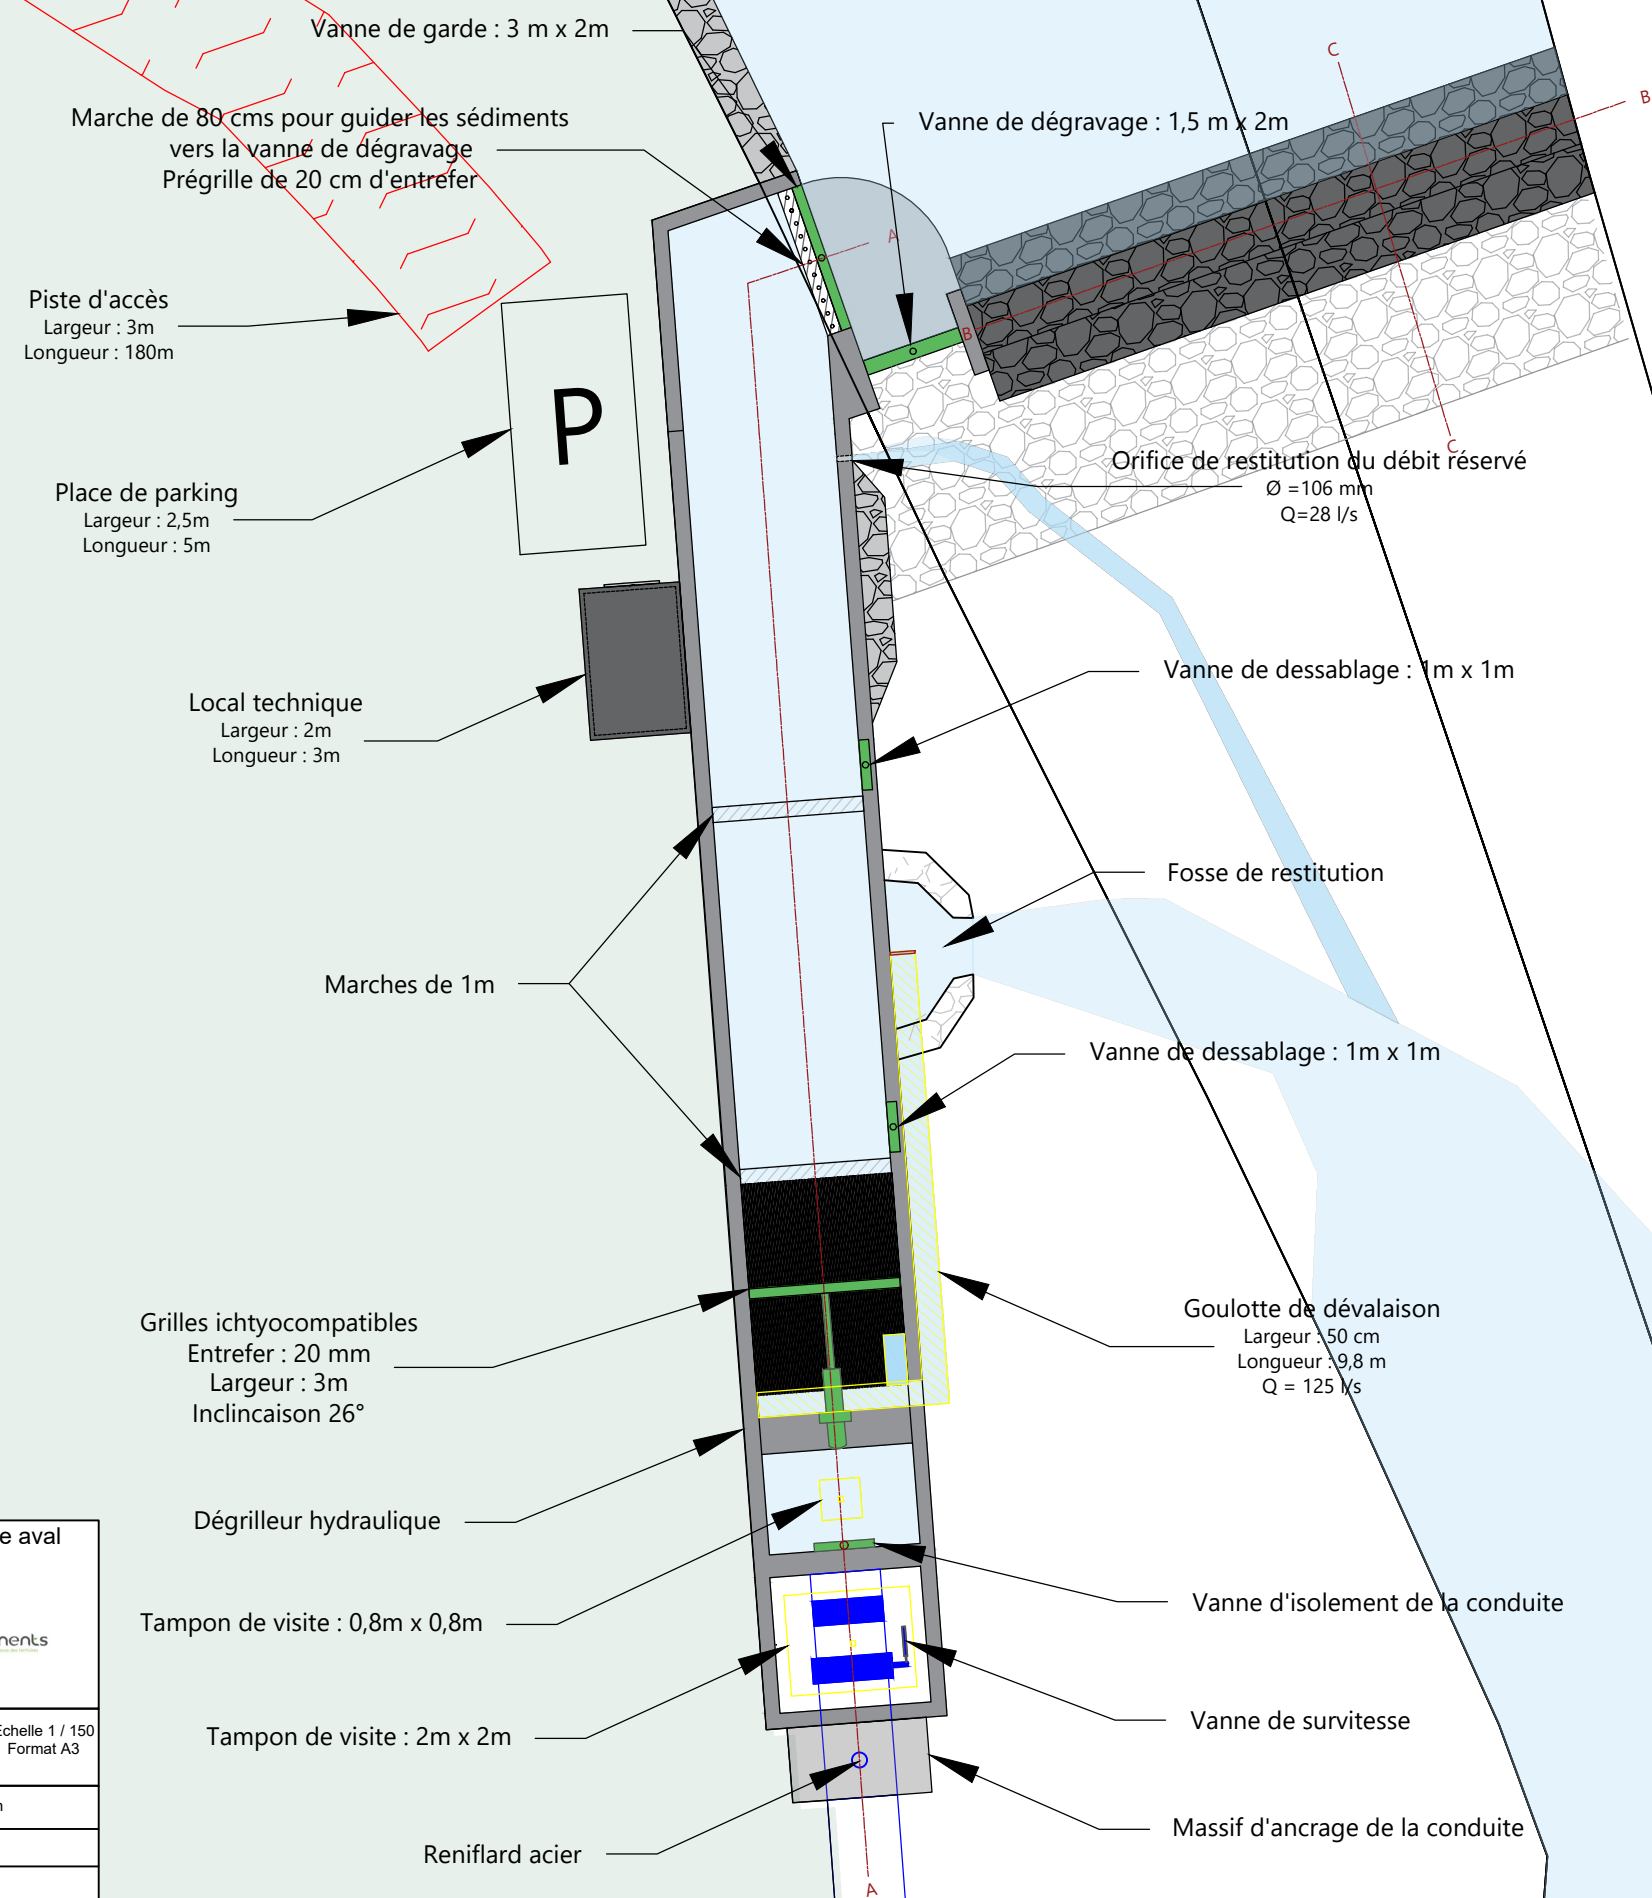 Vanne de garde : 3 m x 2m
Marche de 80 cms pour guider les sédiments
vers la vanne de dégravage
Prégrille de 20 cm d'entrefer
Vanne de dégravage : 1,5 m x 2m
C
B
A
B
C
Piste d'accès
Largeur : 3m
Longueur : 180m
P
Place de parking
Largeur : 2,5m
Longueur : 5m
Orifice de restitution du débit réservé
Ø =106 mm
Q=28 l/s
Local technique
Largeur : 2m
Longueur : 3m
Vanne de dessablage : 1m x 1m
Fosse de restitution
Marches de 1m
Vanne de dessablage : 1m x 1m
Grilles ichtyocompatibles
Entrefer : 20 mm
Largeur : 3m
Inclincaison 26°
Goulotte de dévalaison
Largeur : 50 cm
Longueur : 9,8 m
Q = 125 l/s
Dégrilleur hydraulique
e aval
Tampon de visite : 0,8m x 0,8m
Vanne d'isolement de la conduite
Tampon de visite : 2m x 2m
Vanne de survitesse
Echelle 1 / 150
Format A3
Reniflard acier
Massif d'ancrage de la conduite
A